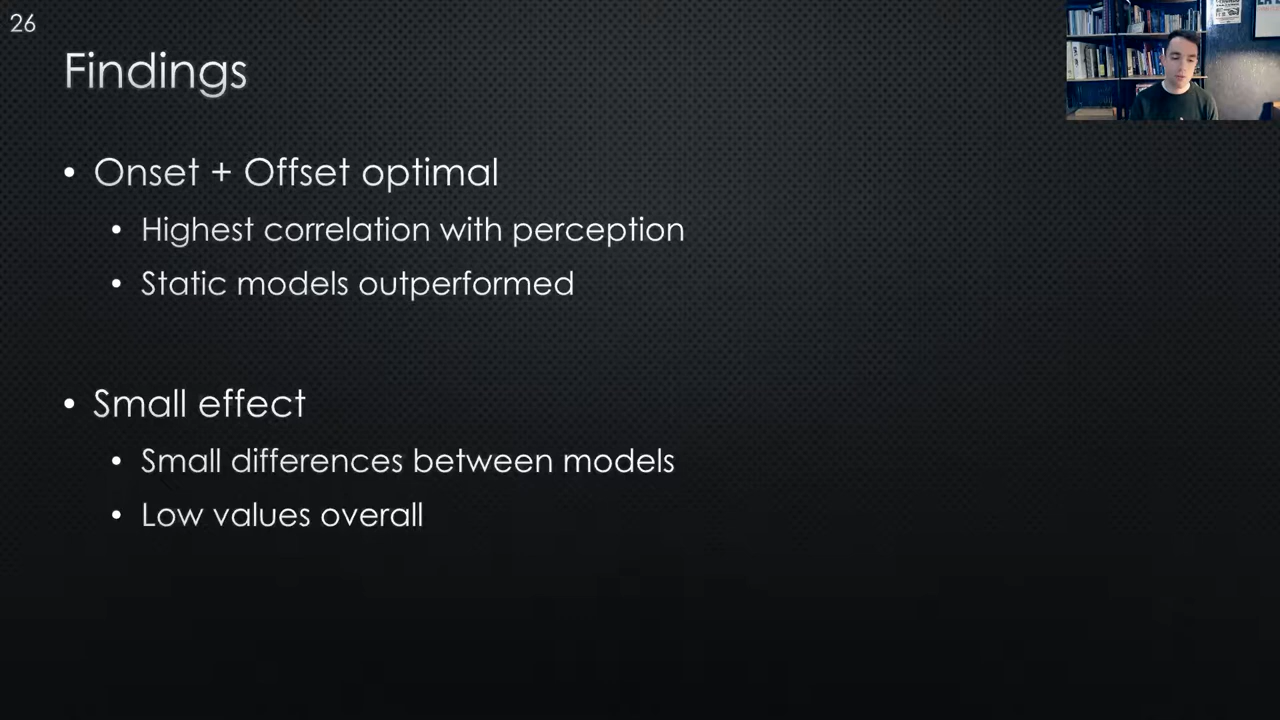 26
Findings
• Onset + Offset optimal
• Highest correlation with perception
• Static models outperformed
• Small effect
• Small differences between models
• Low values overall